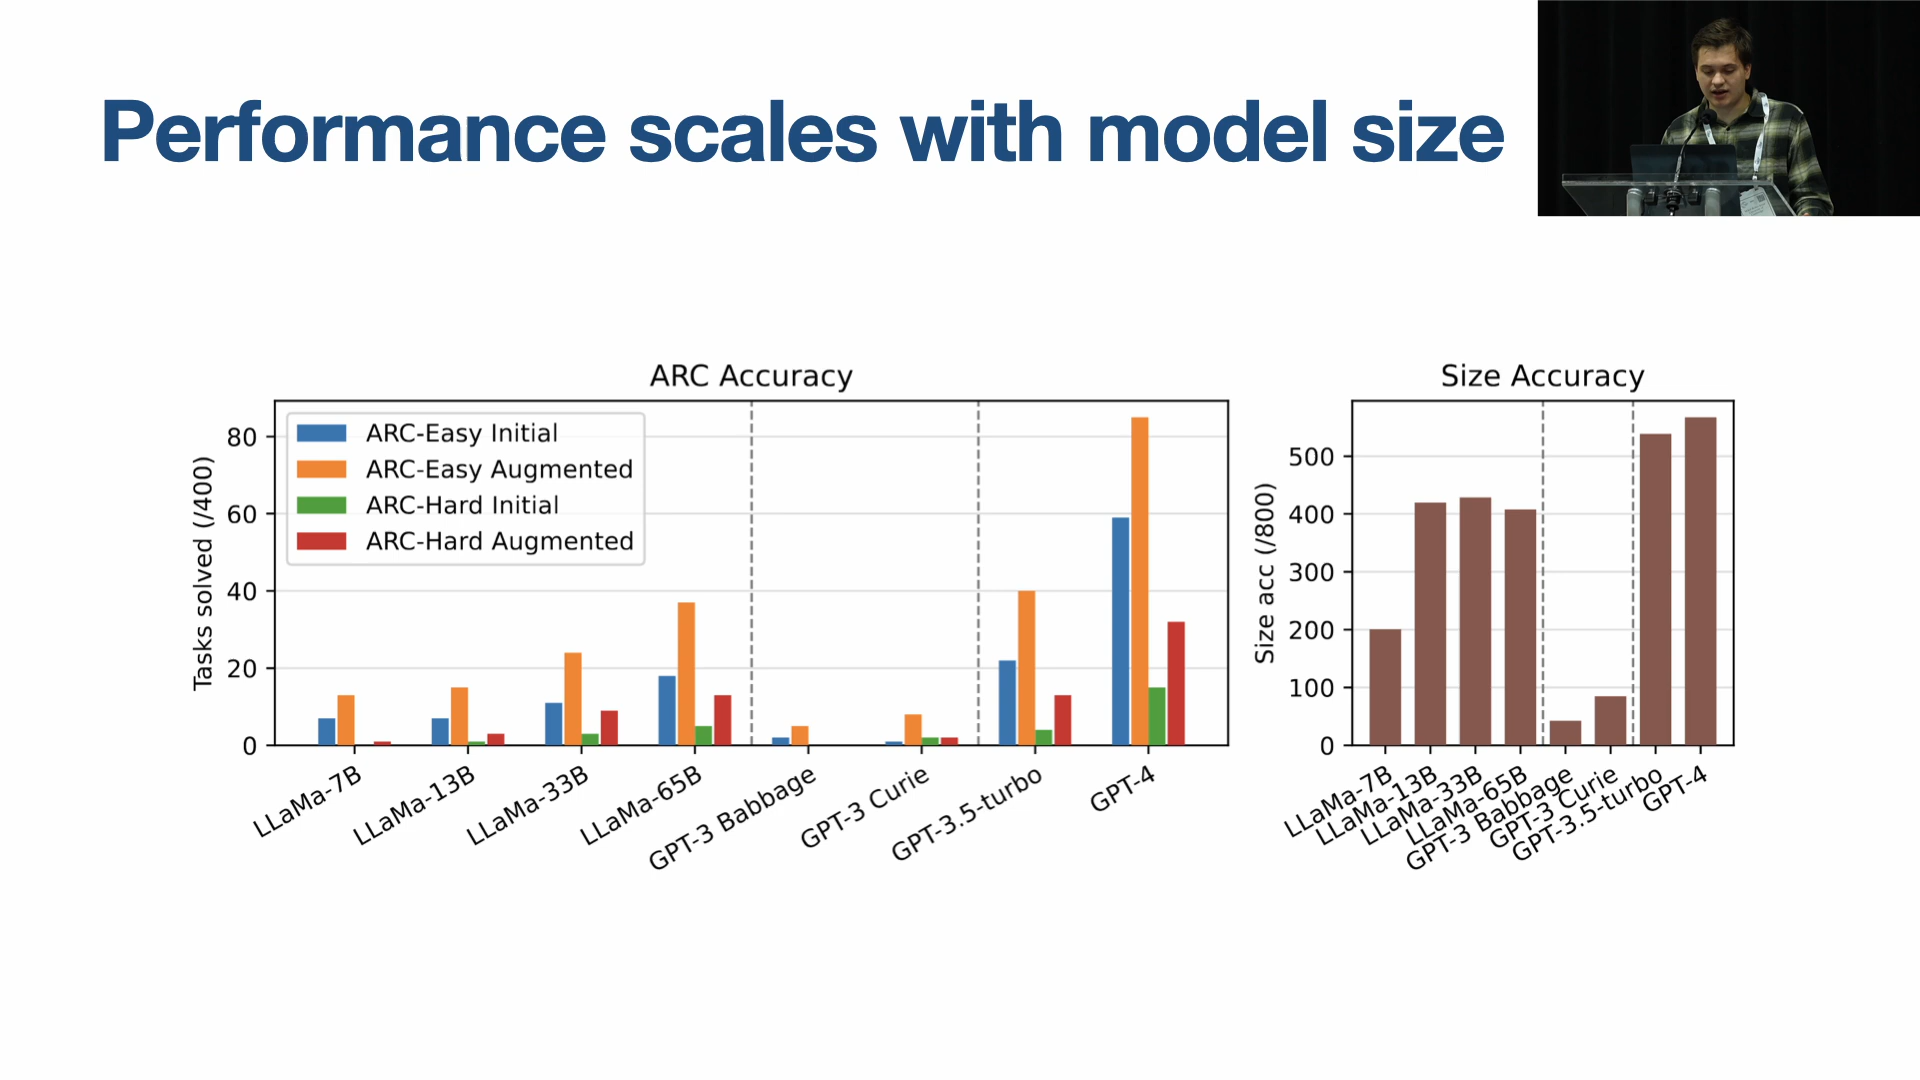 Performance scales with model size
ARC Accuracy
ARC-Easy Initial
ARC-Easy Augmented
ARC-Hard Initial
ARC-Hard Augmented
Tasks solved (/400)
80
60
40
20
0
LLaMa-7B
LLaMa-13B
LLaMa-33B
LLaMa-65B
GPT-3 Babbage
GPT-3 Curie
GPT-3.5-turbo
GPT-4
Size Accuracy
Size acc (/800)
500
400
300
200
100
0
LLaMa-7B
LLaMa-13B
LLaMa-33B
LLaMa-65B
GPT-3 Babbage
GPT-3 Curie
GPT-3.5-turbo
GPT-4